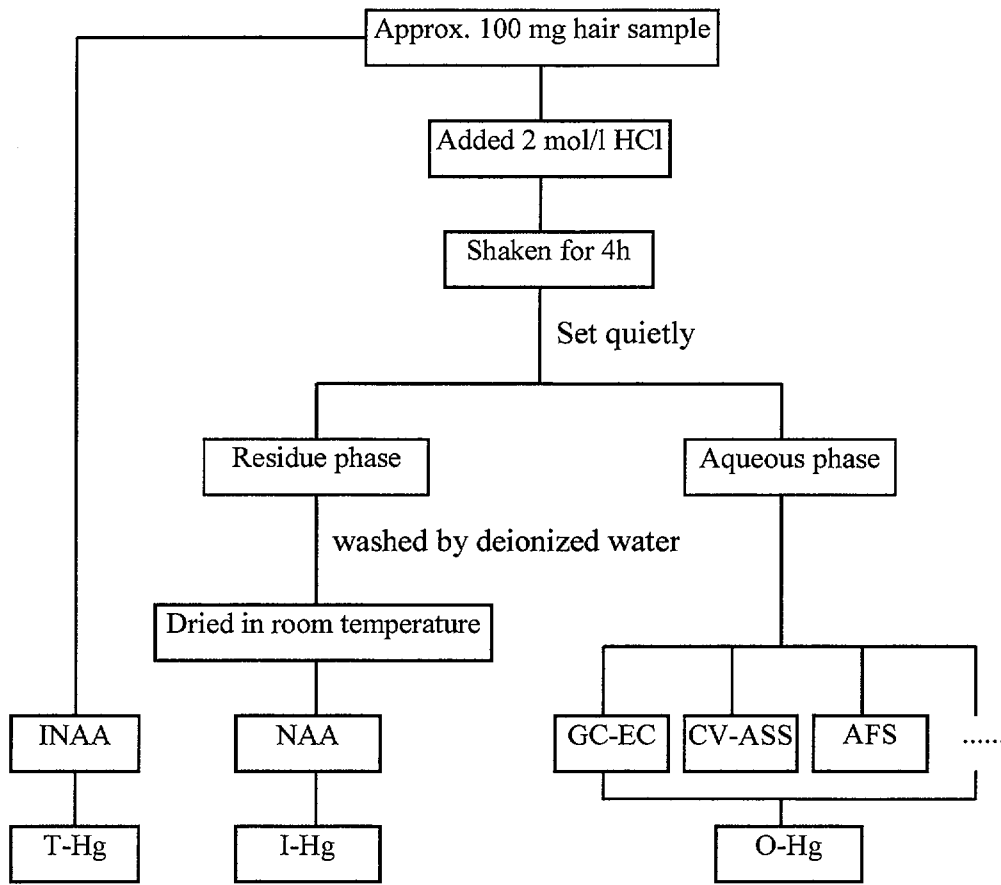 Approx. 100 mg hair sample
Added 2 mol/l HCl
Shaken for 4h
Set quietly
Residue phase
Aqueous phase
washed by deionized water
Dried in room temperature
INAA
NAA
GC-EC
CV-ASS
AFS
......
T-Hg
I-Hg
O-Hg